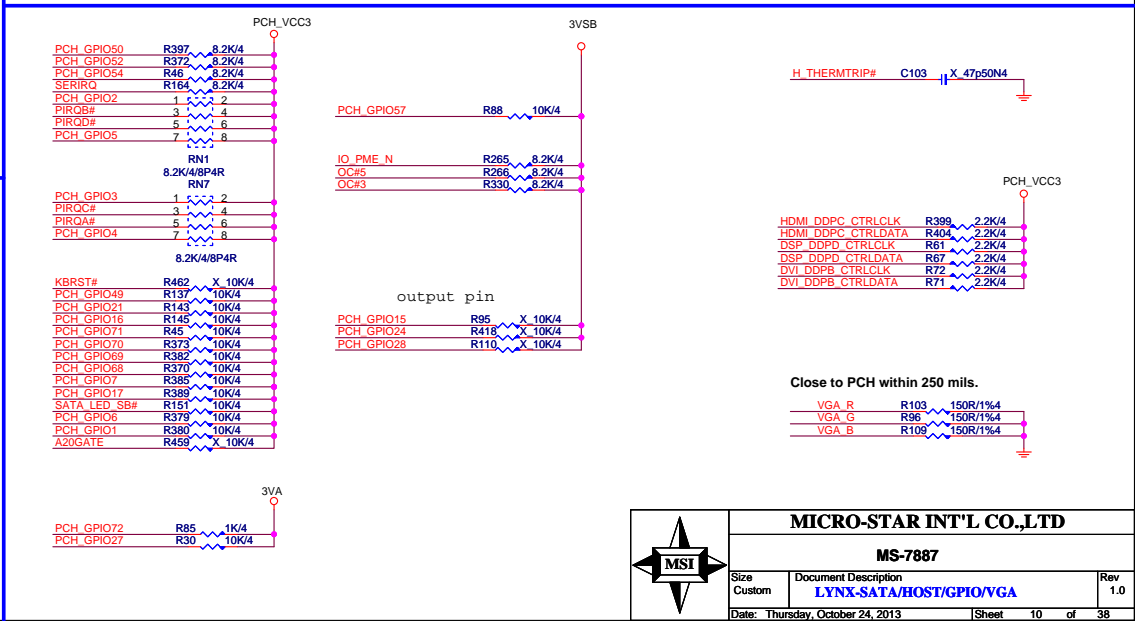 PCH_VCC3
PCH_GPIO50 R397 8.2K/4
PCH_GPIO52 R372 8.2K/4
PCH_GPIO54 R46 8.2K/4
SERIRQ R164 8.2K/4
PCH_GPIO2 1 2
PIRQB# 3 4
PIRQD# 5 6
PCH_GPIO5 7 8
RN1
8.2K/4/8P4R
RN7
PCH_GPIO3 1 2
PIRQC# 3 4
PIRQA# 5 6
PCH_GPIO4 7 8
8.2K/4/8P4R
KBRST# R462 X_10K/4
PCH_GPIO49 R137 10K/4
PCH_GPIO21 R143 10K/4
PCH_GPIO16 R145 10K/4
PCH_GPIO71 R45 10K/4
PCH_GPIO70 R373 10K/4
PCH_GPIO69 R382 10K/4
PCH_GPIO68 R370 10K/4
PCH_GPIO7 R385 10K/4
PCH_GPIO17 R389 10K/4
SATA_LED_SB# R151 10K/4
PCH_GPIO6 R379 10K/4
PCH_GPIO1 R380 10K/4
A20GATE R459 X_10K/4
3VA
PCH_GPIO72 R85 1K/4
PCH_GPIO27 R30 10K/4
3VSB
PCH_GPIO57 R88 10K/4
IO_PME_N R265 8.2K/4
OC#5 R266 8.2K/4
OC#3 R330 8.2K/4
output pin
PCH_GPIO15 R95 X_10K/4
PCH_GPIO24 R418 X_10K/4
PCH_GPIO28 R110 X_10K/4
H_THERMTRIP# C103 X_47p50N4
PCH_VCC3
HDMI_DDPC_CTRLCLK R399 2.2K/4
HDMI_DDPC_CTRLDATA R404 2.2K/4
DSP_DDPD_CTRLCLK R61 2.2K/4
DSP_DDPD_CTRLDATA R67 2.2K/4
DVI_DDPB_CTRLCLK R72 2.2K/4
DVI_DDPB_CTRLDATA R71 2.2K/4
Close to PCH within 250 mils.
VGA_R R103 150R/1%4
VGA_G R96 150R/1%4
VGA_B R109 150R/1%4
MSI
MICRO-STAR INT'L CO.,LTD
MS-7887
Size Document Description Rev
Custom LYNX-SATA/HOST/GPIO/VGA 1.0
Date: Thursday, October 24, 2013 Sheet 10 of 38